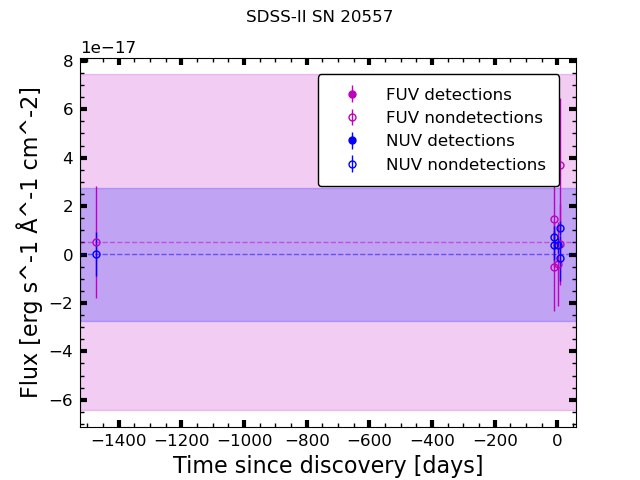 SDSS-II SN 20557
1e−17
8
6
4
2
0
−2
−4
−6
Flux [erg s^-1 Å^-1 cm^-2]
FUV detections
FUV nondetections
NUV detections
NUV nondetections
−1400 −1200 −1000 −800 −600 −400 −200 0
Time since discovery [days]